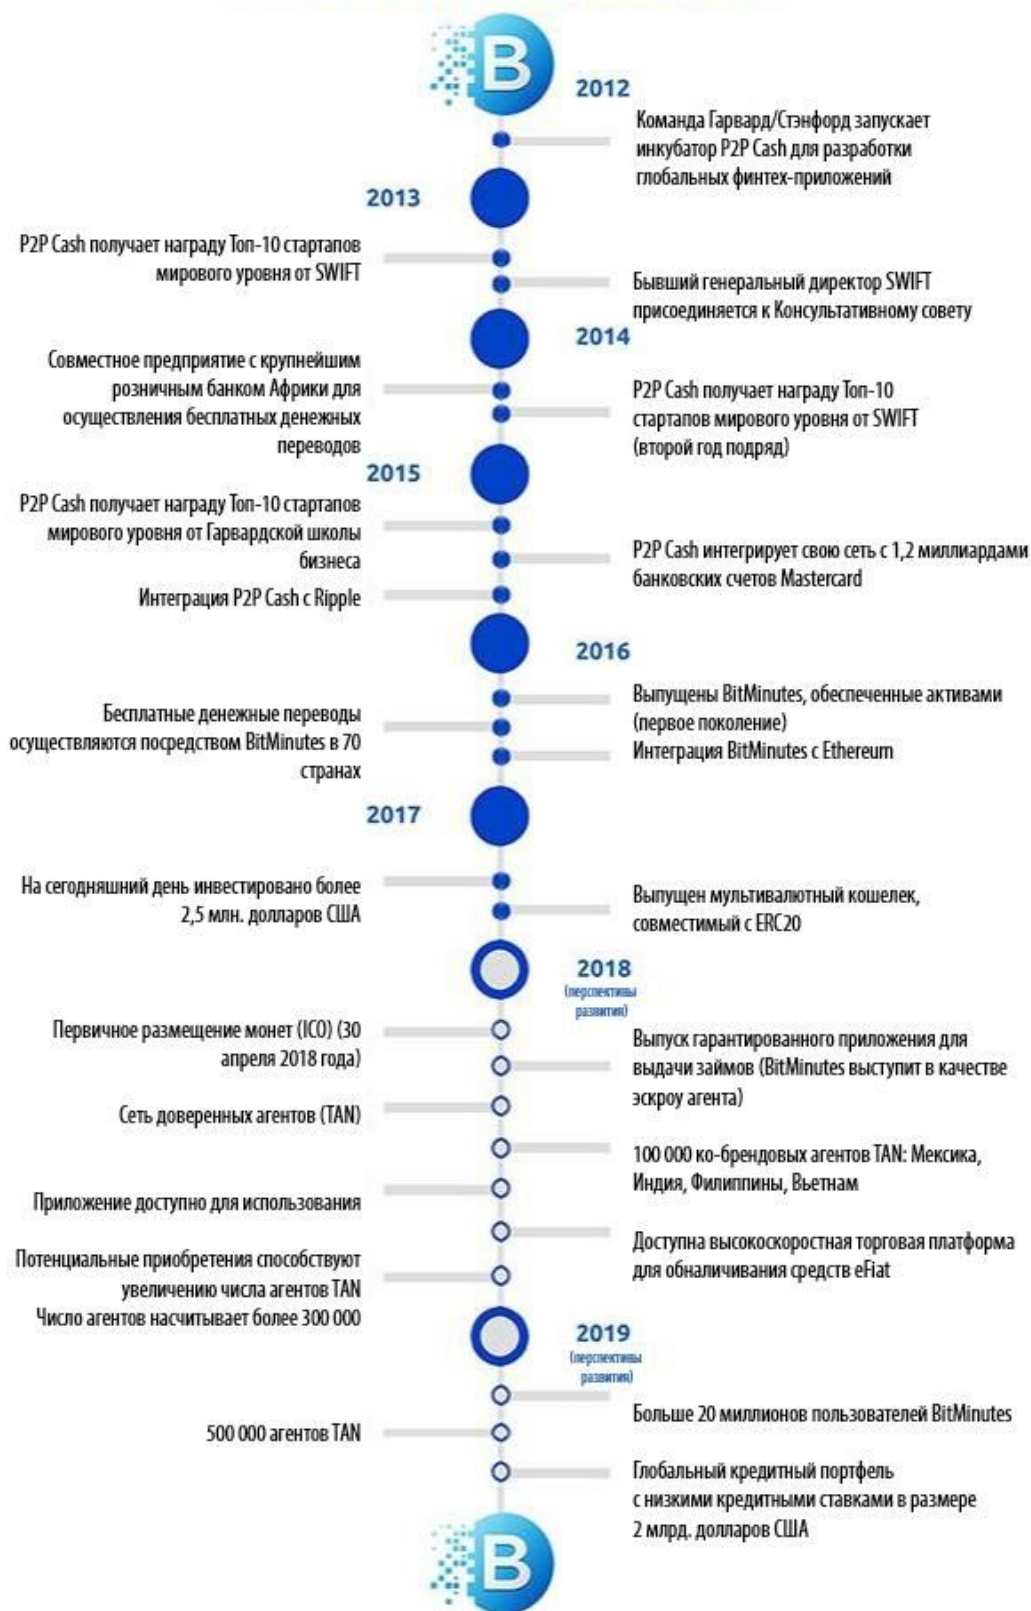 B
2012
Команда Гарвард/Стэнфорд запускает
инкубатор P2P Cash для разработки
глобальных финтех-приложений
2013
P2P Cash получает награду Топ-10 стартапов
мирового уровня от SWIFT
Бывший генеральный директор SWIFT
присоединяется к Консультативному совету
2014
Совместное предприятие с крупнейшим
розничным банком Африки для
осуществления бесплатных денежных
переводов
P2P Cash получает награду Топ-10
стартапов мирового уровня от SWIFT
(второй год подряд)
2015
P2P Cash получает награду Топ-10 стартапов
мирового уровня от Гарвардской школы
бизнеса
P2P Cash интегрирует свою сеть с 1,2 миллиардами
банковских счетов Mastercard
Интеграция P2P Cash с Ripple
2016
Выпущены BitMinutes, обеспеченные активами
(первое поколение)
Бесплатные денежные переводы
осуществляются посредством BitMinutes в 70
странах
Интеграция BitMinutes с Ethereum
2017
На сегодняшний день инвестировано более
2,5 млн. долларов США
Выпущен мультивалютный кошелек,
совместимый с ERC20
2018
(перспективы
развития)
Первичное размещение монет (ICO) (30
апреля 2018 года)
Выпуск гарантированного приложения для
выдачи займов (BitMinutes выступит в качестве
эскроу агента)
Сеть доверенных агентов (TAN)
100 000 ко-брендовых агентов TAN: Мексика,
Индия, Филиппины, Вьетнам
Приложение доступно для использования
Доступна высокоскоростная торговая платформа
для обналичивания средств eFiat
Потенциальные приобретения способствуют
увеличению числа агентов TAN
Число агентов насчитывает более 300 000
2019
(перспективы
развития)
Больше 20 миллионов пользователей BitMinutes
500 000 агентов TAN
Глобальный кредитный портфель
с низкими кредитными ставками в размере
2 млрд. долларов США
B